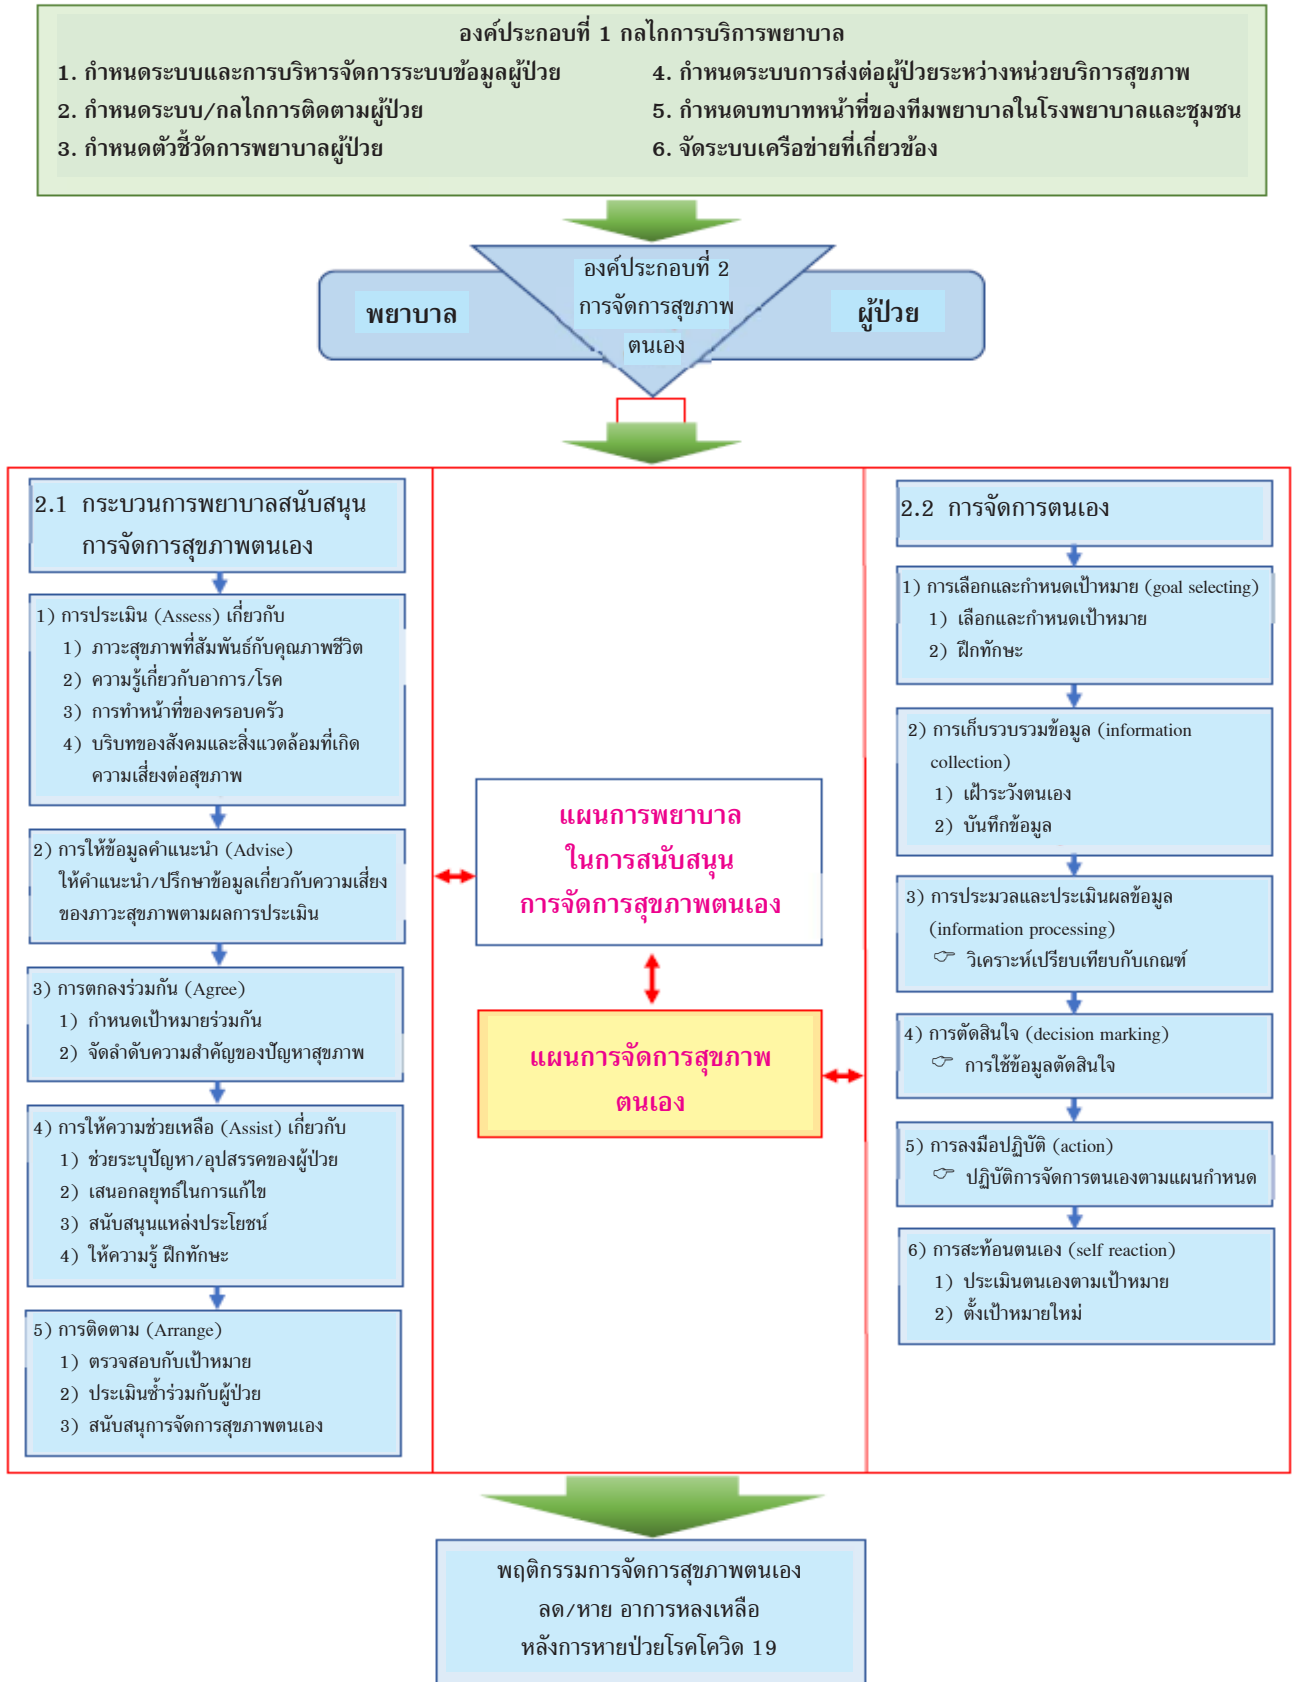 องค์ประกอบที่ 1 กลไกการบริการพยาบาล
1. กำหนดระบบและการบริหารจัดการระบบข้อมูลผู้ป่วย
2. กำหนดระบบ/กลไกการติดตามผู้ป่วย
3. กำหนดตัวชี้วัดการพยาบาลผู้ป่วย
4. กำหนดระบบการส่งต่อผู้ป่วยระหว่างหน่วยบริการสุขภาพ
5. กำหนดบทบาทหน้าที่ของทีมพยาบาลในโรงพยาบาลและชุมชน
6. จัดระบบเครือข่ายที่เกี่ยวข้อง
พยาบาล
องค์ประกอบที่ 2
การจัดการสุขภาพ
ตนเอง
ผู้ป่วย
2.1 กระบวนการพยาบาลสนับสนุน
การจัดการสุขภาพตนเอง
1) การประเมิน (Assess) เกี่ยวกับ
1) ภาวะสุขภาพที่สัมพันธ์กับคุณภาพชีวิต
2) ความรู้เกี่ยวกับอาการ/โรค
3) การทำหน้าที่ของครอบครัว
4) บริบทของสังคมและสิ่งแวดล้อมที่เกิด
ความเสี่ยงต่อสุขภาพ
2) การให้ข้อมูลคำแนะนำ (Advise)
ให้คำแนะนำ/ปรึกษาข้อมูลเกี่ยวกับความเสี่ยง
ของภาวะสุขภาพตามผลการประเมิน
3) การตกลงร่วมกัน (Agree)
1) กำหนดเป้าหมายร่วมกัน
2) จัดลำดับความสำคัญของปัญหาสุขภาพ
4) การให้ความช่วยเหลือ (Assist) เกี่ยวกับ
1) ช่วยระบุปัญหา/อุปสรรคของผู้ป่วย
2) เสนอกลยุทธ์ในการแก้ไข
3) สนับสนุนแหล่งประโยชน์
4) ให้ความรู้ ฝึกทักษะ
5) การติดตาม (Arrange)
1) ตรวจสอบกับเป้าหมาย
2) ประเมินซ้ำร่วมกับผู้ป่วย
3) สนับสนุการจัดการสุขภาพตนเอง
แผนการพยาบาล
ในการสนับสนุน
การจัดการสุขภาพตนเอง
แผนการจัดการสุขภาพ
ตนเอง
2.2 การจัดการตนเอง
1) การเลือกและกำหนดเป้าหมาย (goal selecting)
1) เลือกและกำหนดเป้าหมาย
2) ฝึกทักษะ
2) การเก็บรวบรวมข้อมูล (information
collection)
1) เฝ้าระวังตนเอง
2) บันทึกข้อมูล
3) การประมวลและประเมินผลข้อมูล
(information processing)
☞ วิเคราะห์เปรียบเทียบกับเกณฑ์
4) การตัดสินใจ (decision marking)
☞ การใช้ข้อมูลตัดสินใจ
5) การลงมือปฏิบัติ (action)
☞ ปฏิบัติการจัดการตนเองตามแผนกำหนด
6) การสะท้อนตนเอง (self reaction)
1) ประเมินตนเองตามเป้าหมาย
2) ตั้งเป้าหมายใหม่
พฤติกรรมการจัดการสุขภาพตนเอง
ลด/หาย อาการหลงเหลือ
หลังการหายป่วยโรคโควิด 19